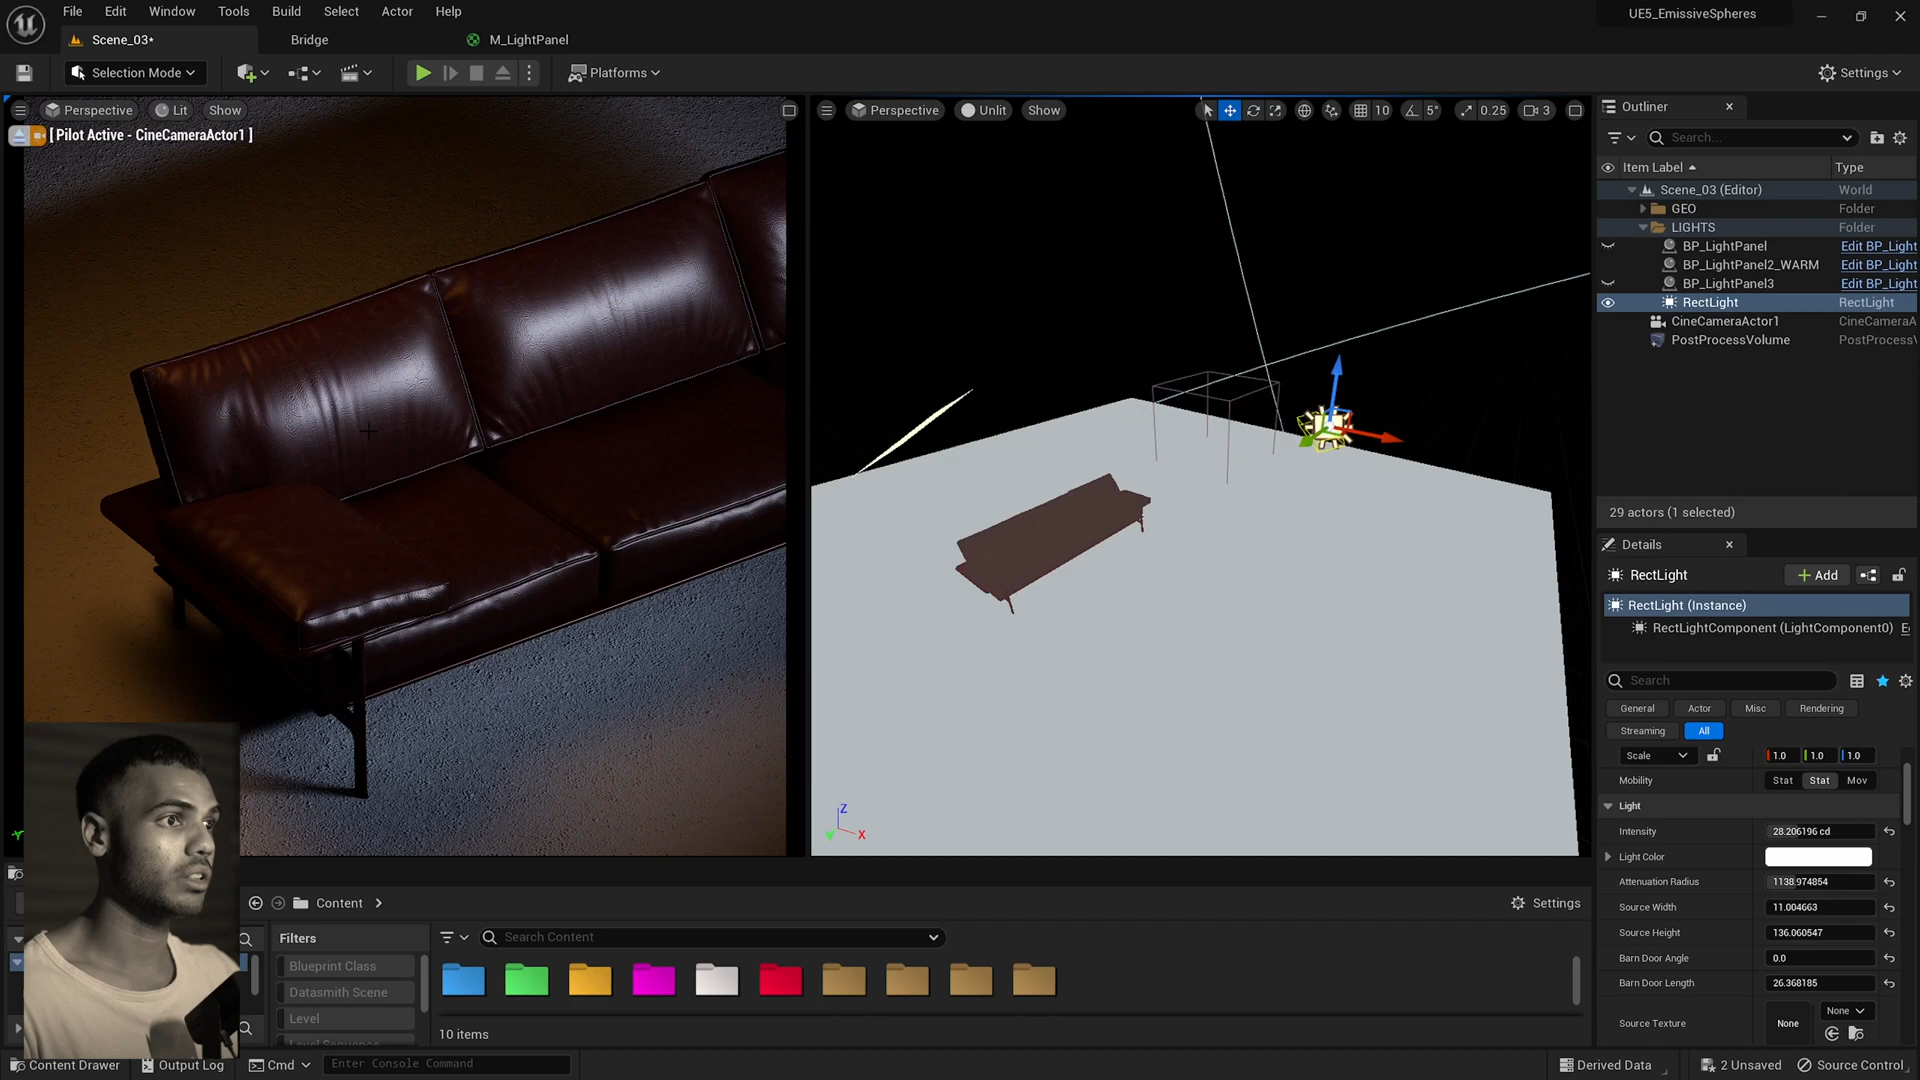 File Edit Window Tools Build Select Actor Help
UE5_EmissiveSpheres
Scene_03*
Bridge
M_LightPanel
Selection Mode
Platforms
Settings
Perspective Lit Show
[ Pilot Active - CineCameraActor1 ]
Perspective Unlit Show
10 5° 0.25 3
Z
X
Outliner
Search...
Item Label Type
Scene_03 (Editor) World
GEO Folder
LIGHTS Folder
BP_LightPanel Edit BP_Light
BP_LightPanel2_WARM Edit BP_Light
BP_LightPanel3 Edit BP_Light
RectLight RectLight
CineCameraActor1 CineCameraA
PostProcessVolume PostProcessV
29 actors (1 selected)
Details
RectLight
Add
RectLight (Instance)
RectLightComponent (LightComponent0) E
Search
General Actor Misc Rendering
Streaming All
Scale 1.0 1.0 1.0
Mobility Stat Stat Mov
Light
Intensity 28.206196 cd
Light Color
Attenuation Radius 1138.974854
Source Width 11.004663
Source Height 136.060547
Barn Door Angle 0.0
Barn Door Length 26.368185
None
Source Texture None
Content
Settings
Filters
Search Content
Blueprint Class
Datasmith Scene
Level
Level Sequence
10 items
Content Drawer Output Log Cmd Enter Console Command
Derived Data 2 Unsaved Source Control